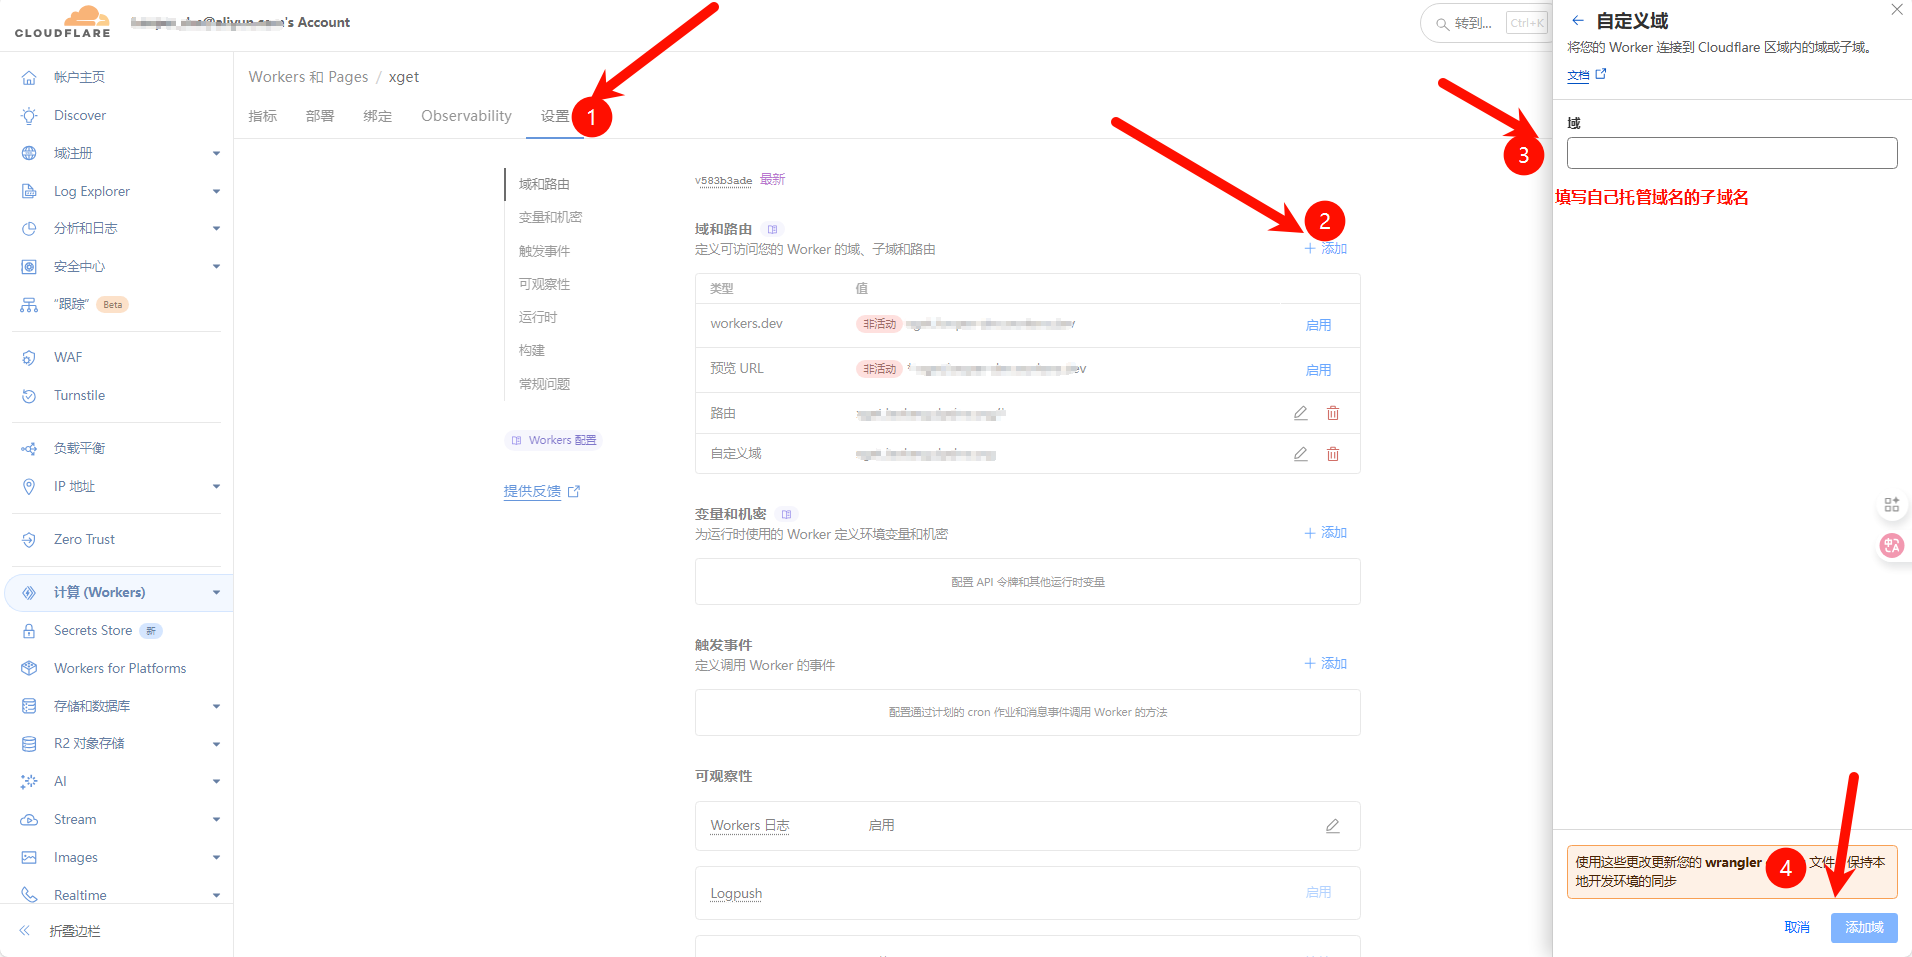 CLOUDFLARE
's Account
转到...
Ctrl+K
帐户主页
Discover
域注册
Log Explorer
分析和日志
安全中心
“跟踪” Beta
WAF
Turnstile
负载平衡
IP 地址
Zero Trust
计算 (Workers)
Secrets Store 新
Workers for Platforms
存储和数据库
R2 对象存储
AI
Stream
Images
Realtime
折叠边栏
Workers 和 Pages / xget
指标 部署 绑定 Observability 设置
1
域和路由
变量和机密
触发事件
可观察性
运行时
构建
常规问题
Workers 配置
提供反馈
v583b3ade 最新
域和路由
定义可访问您的 Worker 的域、子域和路由
2
添加
类型 值
workers.dev 非活动 启用
预览 URL 非活动 启用
路由
自定义域
变量和机密
为运行时使用的 Worker 定义环境变量和机密
添加
配置 API 令牌和其他运行时变量
触发事件
定义调用 Worker 的事件
添加
配置通过计划的 cron 作业和消息事件调用 Worker 的方法
可观察性
Workers 日志 启用
Logpush 启用
自定义域
将您的 Worker 连接到 Cloudflare 区域内的域或子域。
文档
域
3
填写自己托管域名的子域名
使用这些更改更新您的 wrangler 文件 保持本
地开发环境的同步
4
取消 添加域